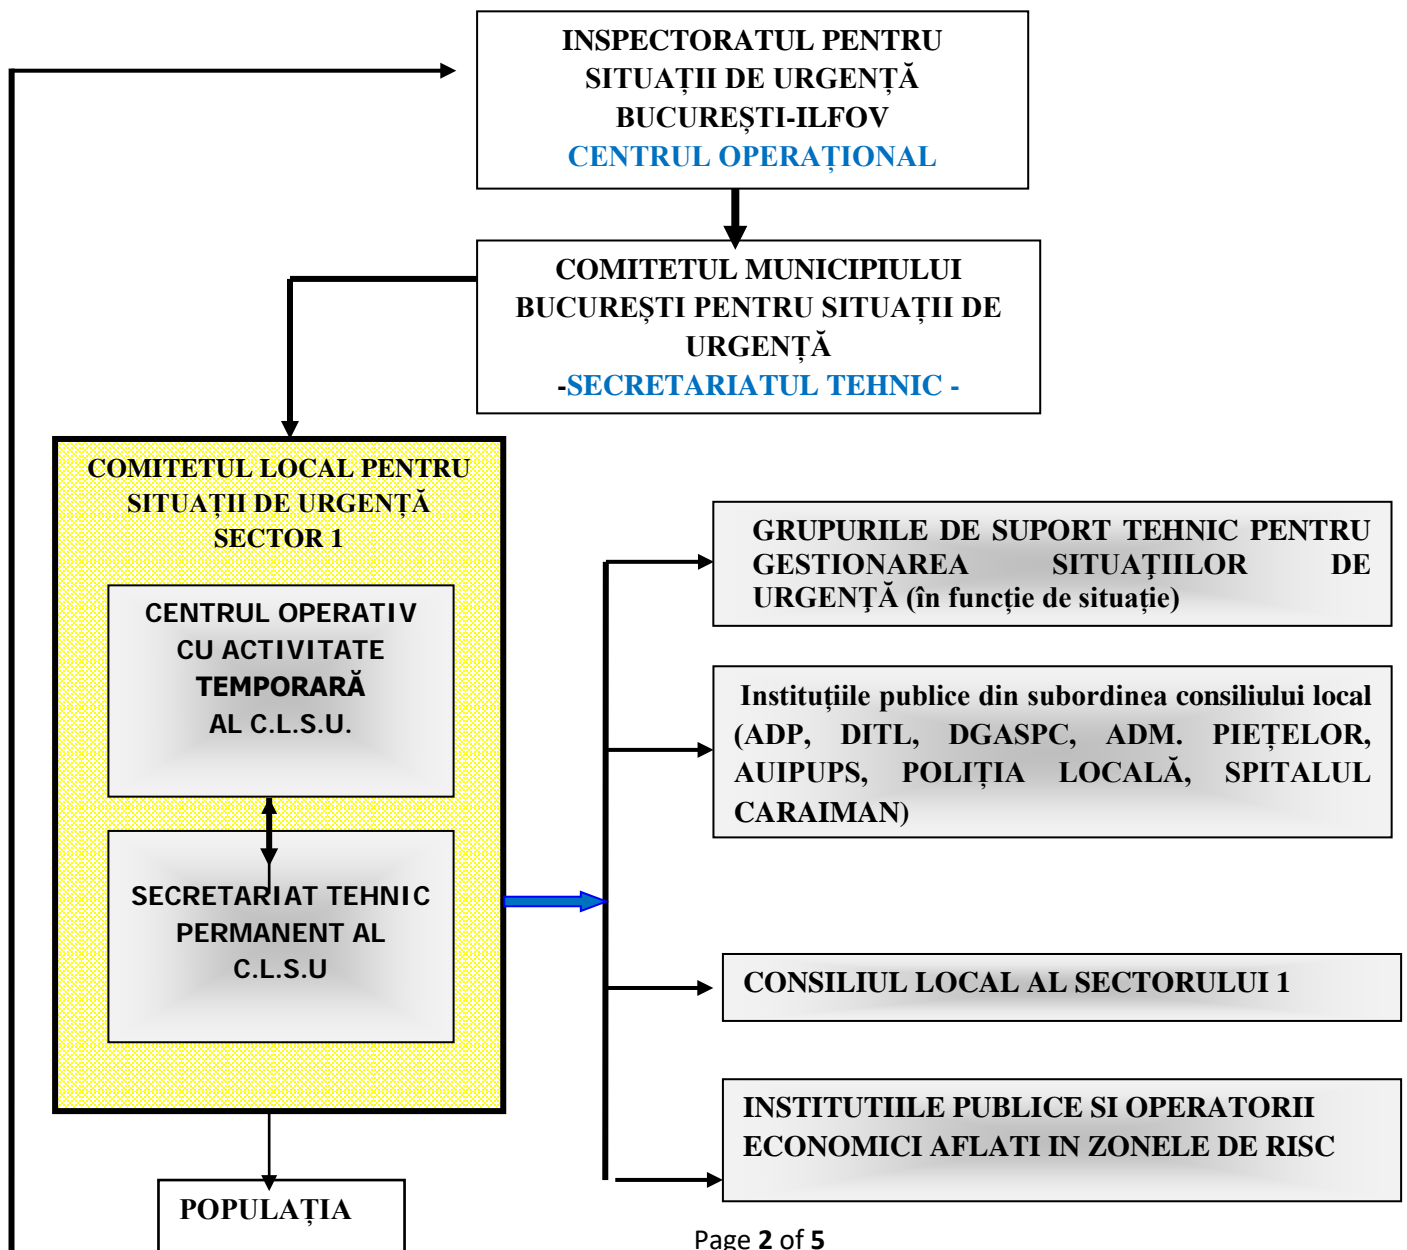 INSPECTORATUL PENTRU
SITUAȚII DE URGENȚĂ
BUCUREȘTI-ILFOV
CENTRUL OPERAȚIONAL
COMITETUL MUNICIPIULUI
BUCUREȘTI PENTRU SITUAȚII DE
URGENȚĂ
-SECRETARIATUL TEHNIC -
COMITETUL LOCAL PENTRU
SITUAȚII DE URGENȚĂ
SECTOR 1
CENTRUL OPERATIV
CU ACTIVITATE
TEMPORARĂ
AL C.L.S.U.
SECRETARIAT TEHNIC
PERMANENT AL
C.L.S.U
GRUPURILE DE SUPORT TEHNIC PENTRU
GESTIONAREA SITUAŢIILOR DE
URGENŢĂ (în funcție de situație)
Instituțiile publice din subordinea consiliului local
(ADP, DITL, DGASPC, ADM. PIEȚELOR,
AUIPUPS, POLIȚIA LOCALĂ, SPITALUL
CARAIMAN)
CONSILIUL LOCAL AL SECTORULUI 1
INSTITUTIILE PUBLICE SI OPERATORII
ECONOMICI AFLATI IN ZONELE DE RISC
POPULAȚIA
Page 2 of 5